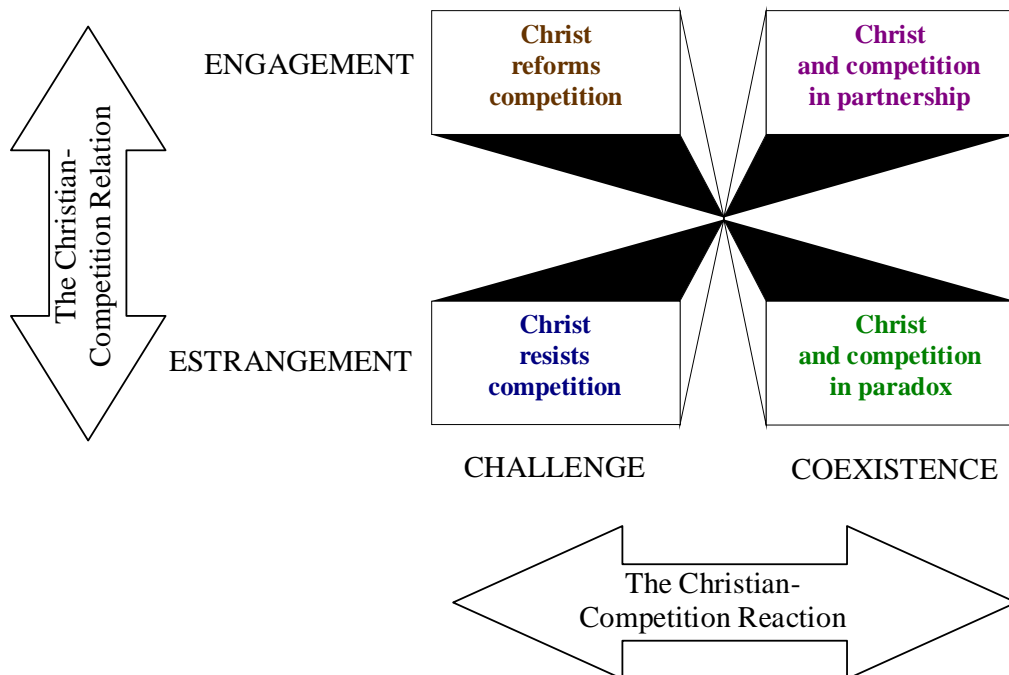 ENGAGEMENT
Christ
reforms
competition
Christ
and competition
in partnership
The Christian-
Competition Relation
ESTRANGEMENT
Christ
resists
competition
Christ
and competition
in paradox
CHALLENGE
COEXISTENCE
The Christian-
Competition Reaction